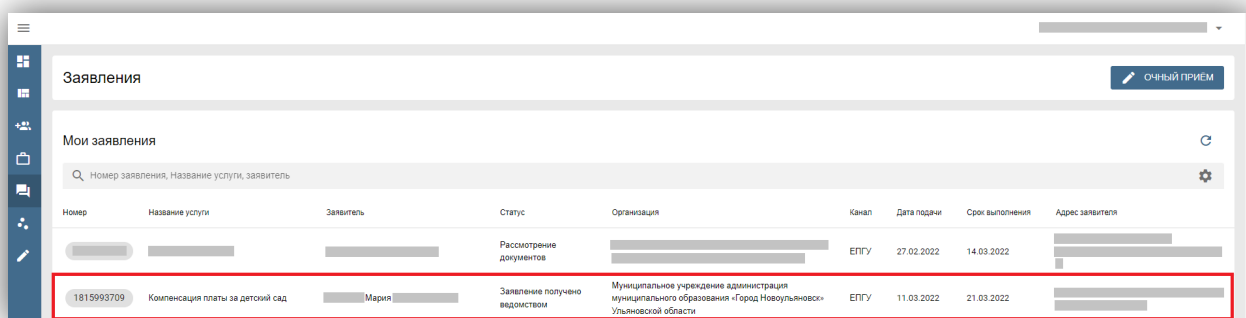 ОЧНЫЙ ПРИЁМ
Заявления
Мои заявления
Номер заявления, Название услуги, заявитель
Номер Название услуги Заявитель Статус Организация Канал Дата подачи Срок выполнения Адрес заявителя
Рассмотрение
документов
ЕПГУ 27.02.2022 14.03.2022
1815993709 Компенсация платы за детский сад Мария
Заявление получено
ведомством
Муниципальное учреждение администрация
муниципального образования «Город Новоульяновск»
Ульяновской области
ЕПГУ 11.03.2022 21.03.2022